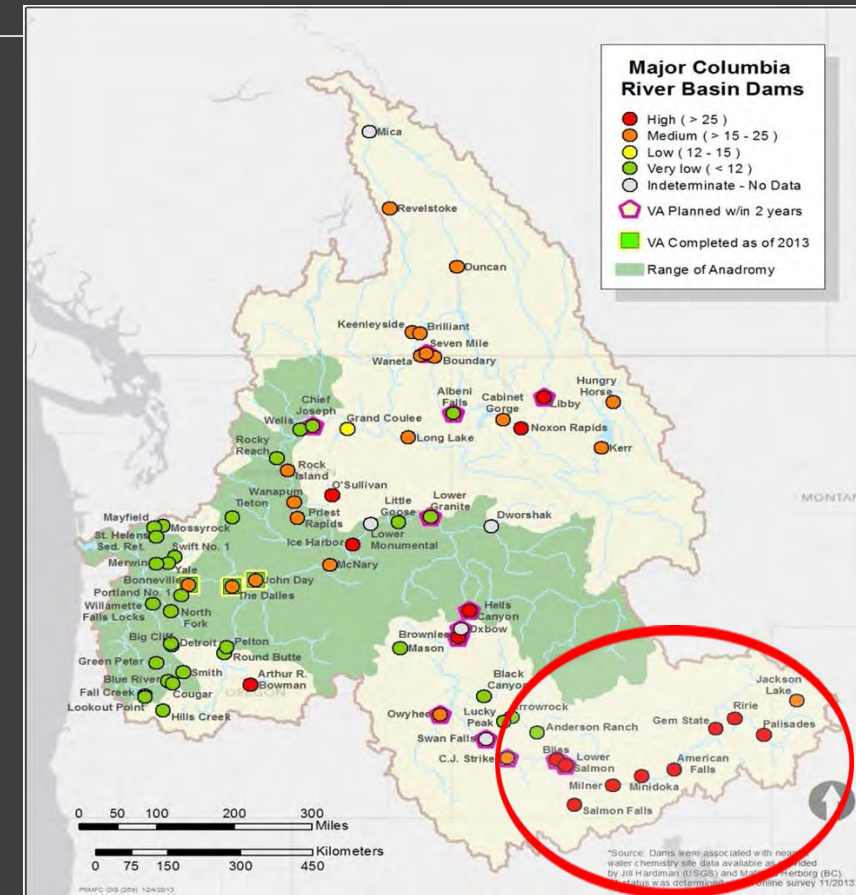 Major Columbia
River Basin Dams
High ( > 25 )
Medium ( > 15 - 25 )
Low ( 12 - 15 )
Very low ( < 12 )
Indeterminate - No Data
VA Planned w/in 2 years
VA Completed as of 2013
Range of Anadromy
Mica
Revelstoke
Duncan
Keenleyside
Brilliant
Seven Mile
Waneta
Boundary
Chief
Joseph
Albeni
Falls
Cabinet
Gorge
Libby
Hungry
Horse
Wells
Grand Coulee
Long Lake
Noxon Rapids
Kerr
Rocky
Reach
Rock
Island
O'Sullivan
Wanapum
Tieton
Priest
Rapids
Little
Goose
Lower
Granite
Dworshak
MONTAN
Mayfield
Mossyrock
St. Helens
Sed. Ret.
Swift No. 1
Ice Harbor
Lower
Monumental
Merwin
Yale
McNary
Bonneville
John Day
The Dalles
Portland No. 1
Willamette
Falls Locks
North
Fork
Hells
Canyon
Oxbow
Brownlee
Mason
Big Cliff
Detroit
Pelton
Round Butte
Green Peter
Smith
Blue River
Cougar
Arthur R.
Bowman
OREGON
Fall Creek
Lookout Point
Hills Creek
Black
Canyon
Owyhee
Lucky
Peak
Arrowrock
Anderson Ranch
Swan Falls
C.J. Strike
Bliss
Lower
Salmon
Jackson
Lake
Ririe
Gem State
Palisades
American
Falls
Milner
Minidoka
Salmon Falls
0 50 100 200 300
Miles
Kilometers
0 75 150 300 450
*Source: Dams were associated with
water chemistry site data available as
by Jill Hardiman (USGS) and Herborg (BC)
status was determined online survey 11/2013
PSMFC GIS (259) 12/4/2013